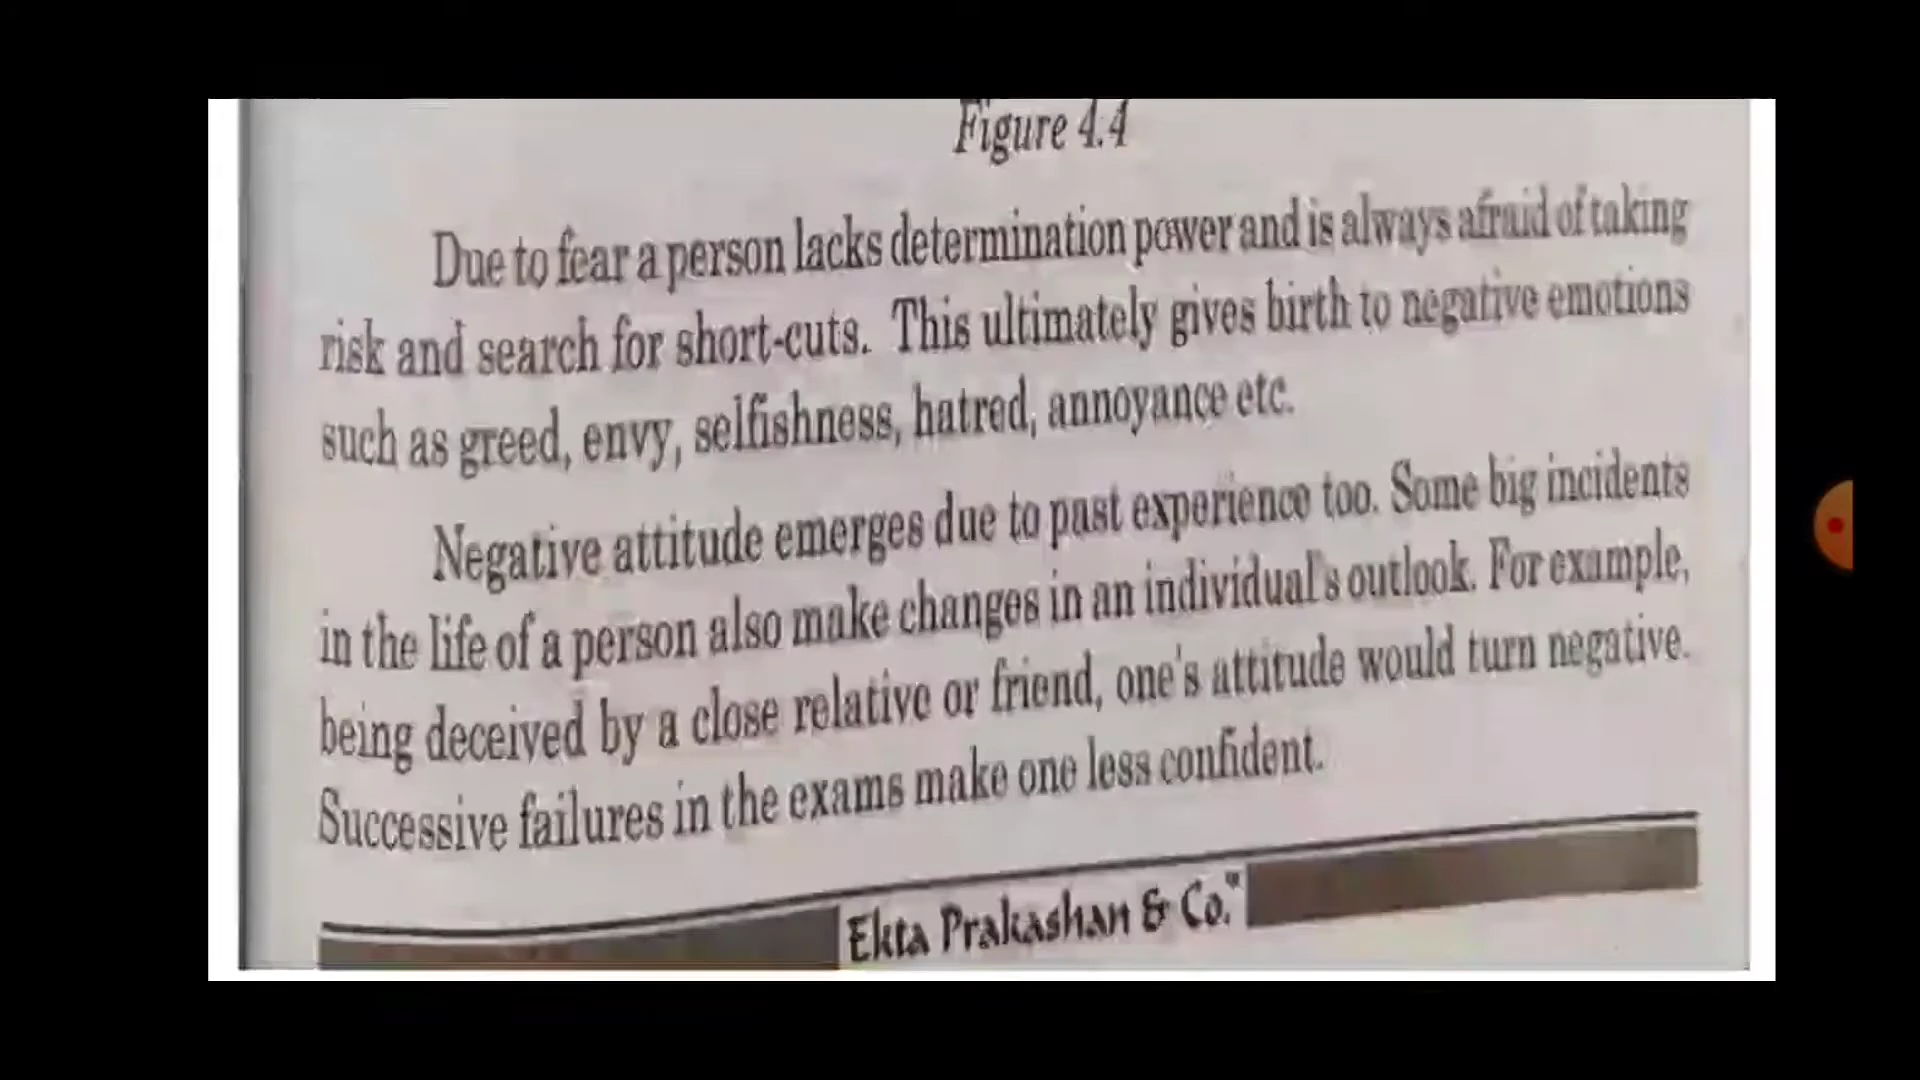 Figure 4.4
Due to fear a person lacks determination power and is always afraid of taking
risk and search for short-cuts. This ultimately gives birth to negative emotions
such as greed, envy, selfishness, hatred, annoyance etc.
Negative attitude emerges due to past experience too. Some big incidents
in the life of a person also make changes in an individual's outlook. For example,
being deceived by a close relative or friend, one's attitude would turn negative.
Successive failures in the exams make one less confident.
Ekta Prakashan & Co.